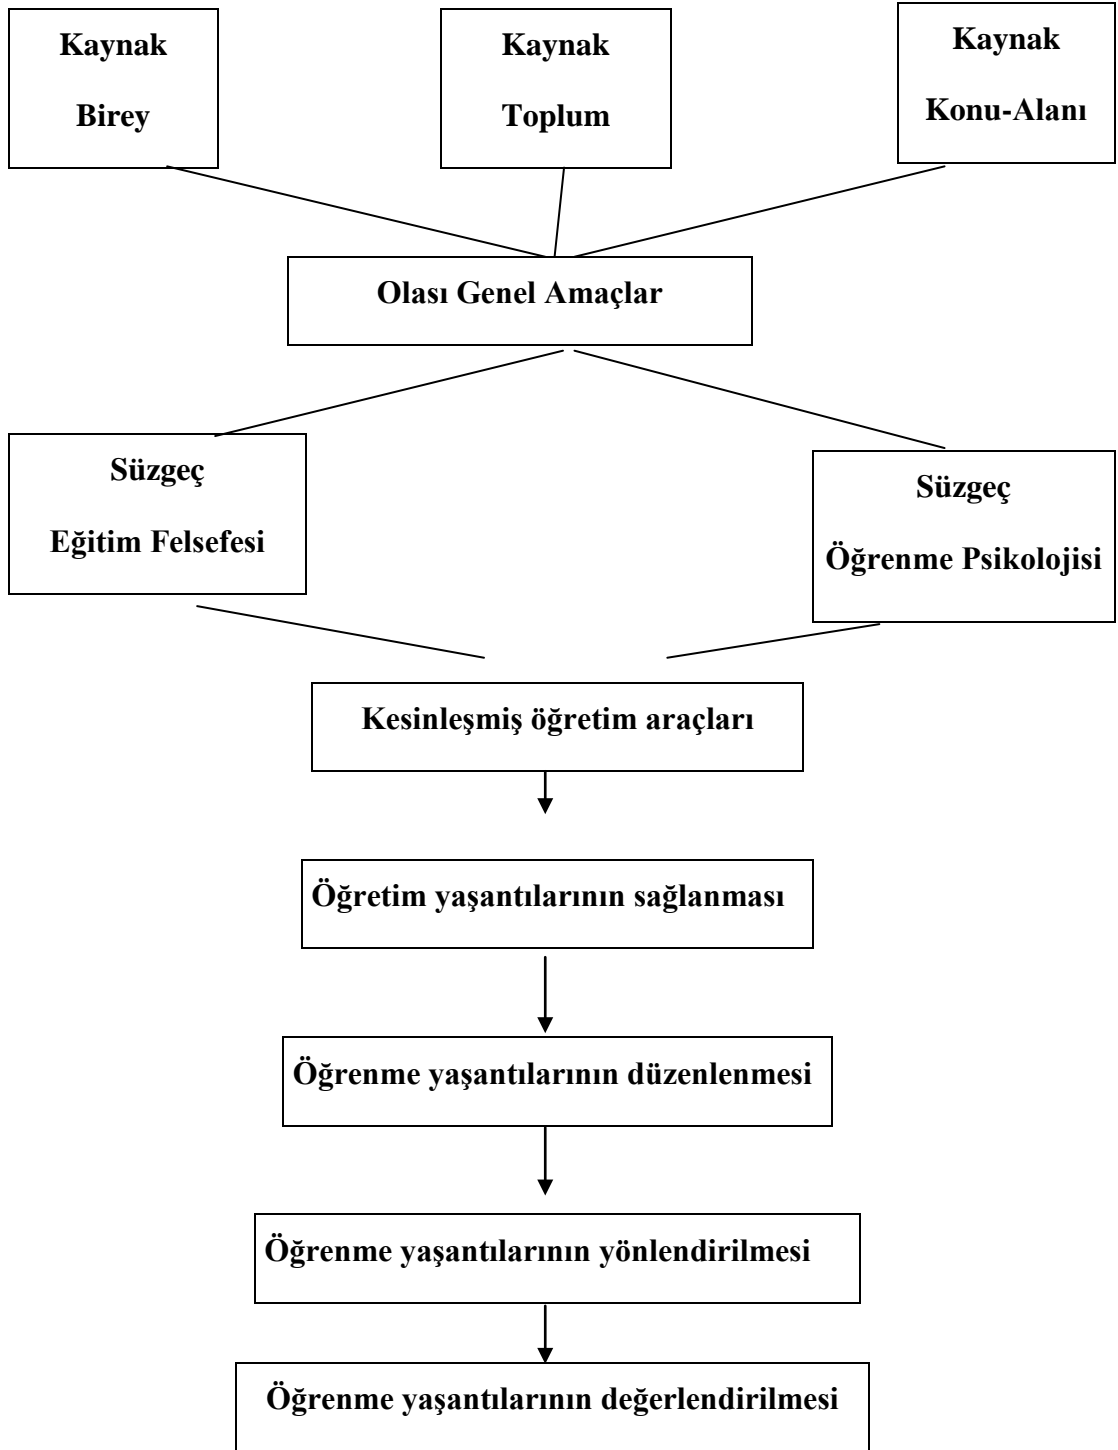 Kaynak
Birey
Kaynak
Toplum
Kaynak
Konu-Alanı
Olası Genel Amaçlar
Süzgeç
Eğitim Felsefesi
Süzgeç
Öğrenme Psikolojisi
Kesinleşmiş öğretim araçları
Öğretim yaşantılarının sağlanması
Öğrenme yaşantılarının düzenlenmesi
Öğrenme yaşantılarının yönlendirilmesi
Öğrenme yaşantılarının değerlendirilmesi